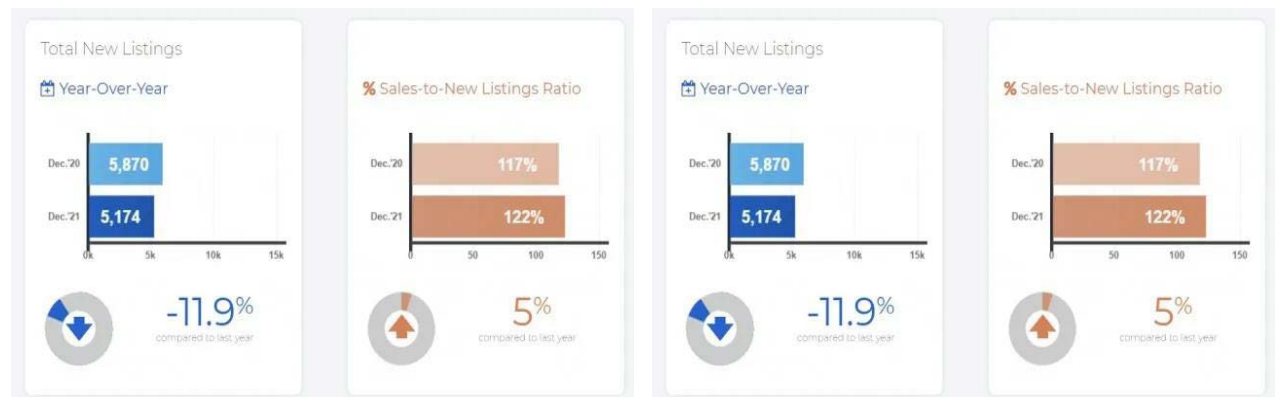 Total New Listings
Year-Over-Year
Dec.'20
5,870
Dec.'21
5,174
0k 5k 10k 15k
-11.9%
compared to last year
% Sales-to-New Listings Ratio
Dec.'20
117%
Dec.'21
122%
0 50 100 150
5%
compared to last year
Total New Listings
Year-Over-Year
Dec.'20
5,870
Dec.'21
5,174
0k 5k 10k 15k
-11.9%
compared to last year
% Sales-to-New Listings Ratio
Dec.'20
117%
Dec.'21
122%
0 50 100 150
5%
compared to last year